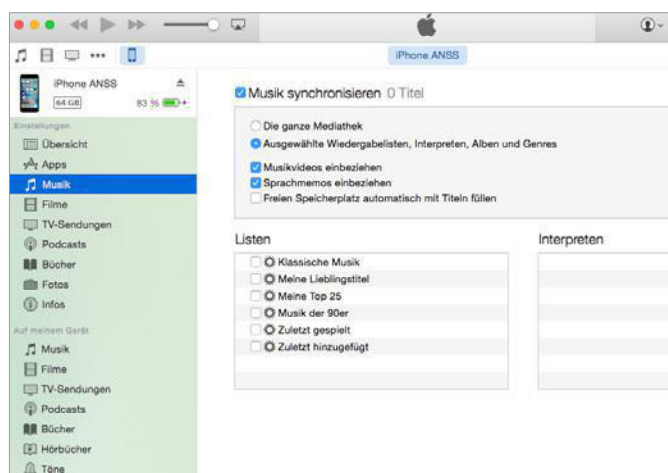 iPhone ANSS
iPhone ANSS
64 GB 83 %
Einstellungen
Übersicht
Apps
Musik
Filme
TV-Sendungen
Podcasts
Bücher
Fotos
Infos
Auf meinem Gerät
Musik
Filme
TV-Sendungen
Podcasts
Bücher
Hörbücher
Töne
Musik synchronisieren 0 Titel
Die ganze Mediathek
Ausgewählte Wiedergabelisten, Interpreten, Alben und Genres
Musikvideos einbeziehen
Sprachmemos einbeziehen
Freien Speicherplatz automatisch mit Titeln füllen
Listen
Klassische Musik
Meine Lieblingstitel
Meine Top 25
Musik der 90er
Zuletzt gespielt
Zuletzt hinzugefügt
Interpreten